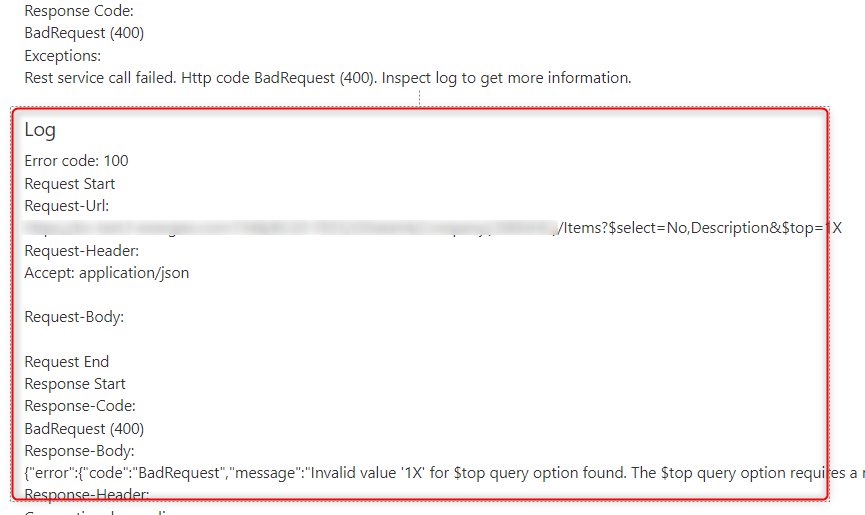 Response Code:
BadRequest (400)
Exceptions:
Rest service call failed. Http code BadRequest (400). Inspect log to get more information.
Log
Error code: 100
Request Start
Request-Url:
/Items?$select=No,Description&$top=1X
Request-Header:
Accept: application/json
Request-Body:
Request End
Response Start
Response-Code:
BadRequest (400)
Response-Body:
{"error":{"code":"BadRequest","message":"Invalid value '1X' for $top query option found. The $top query option requires a
Response-Header: